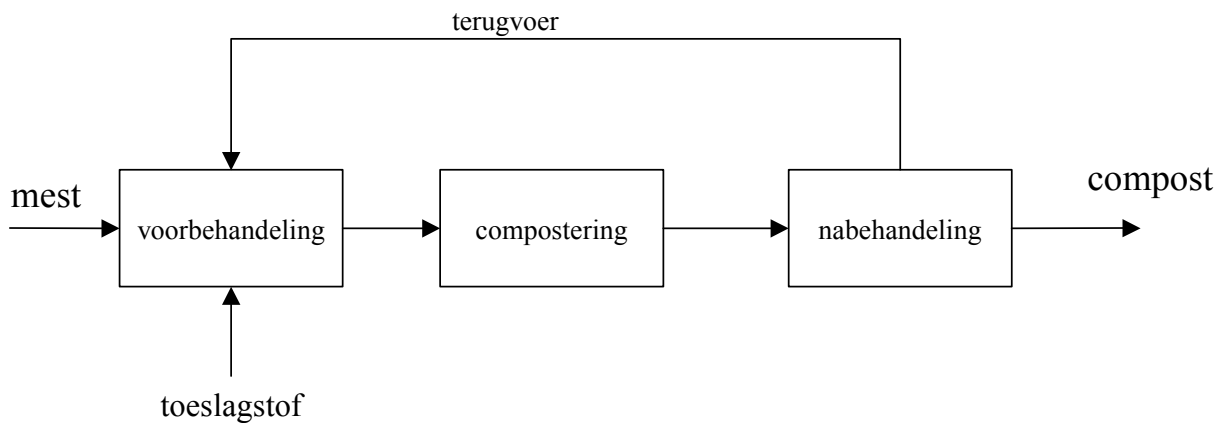 terugvoer
mest
voorbehandeling
compostering
nabehandeling
compost
toeslagstof